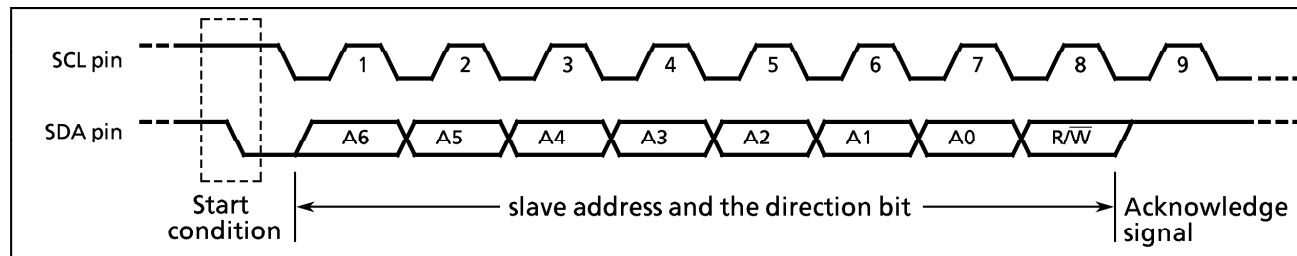 SCL pin
1 2 3 4 5 6 7 8 9
SDA pin
A6 A5 A4 A3 A2 A1 A0 R/W̅
Start
condition
slave address and the direction bit
Acknowledge
signal